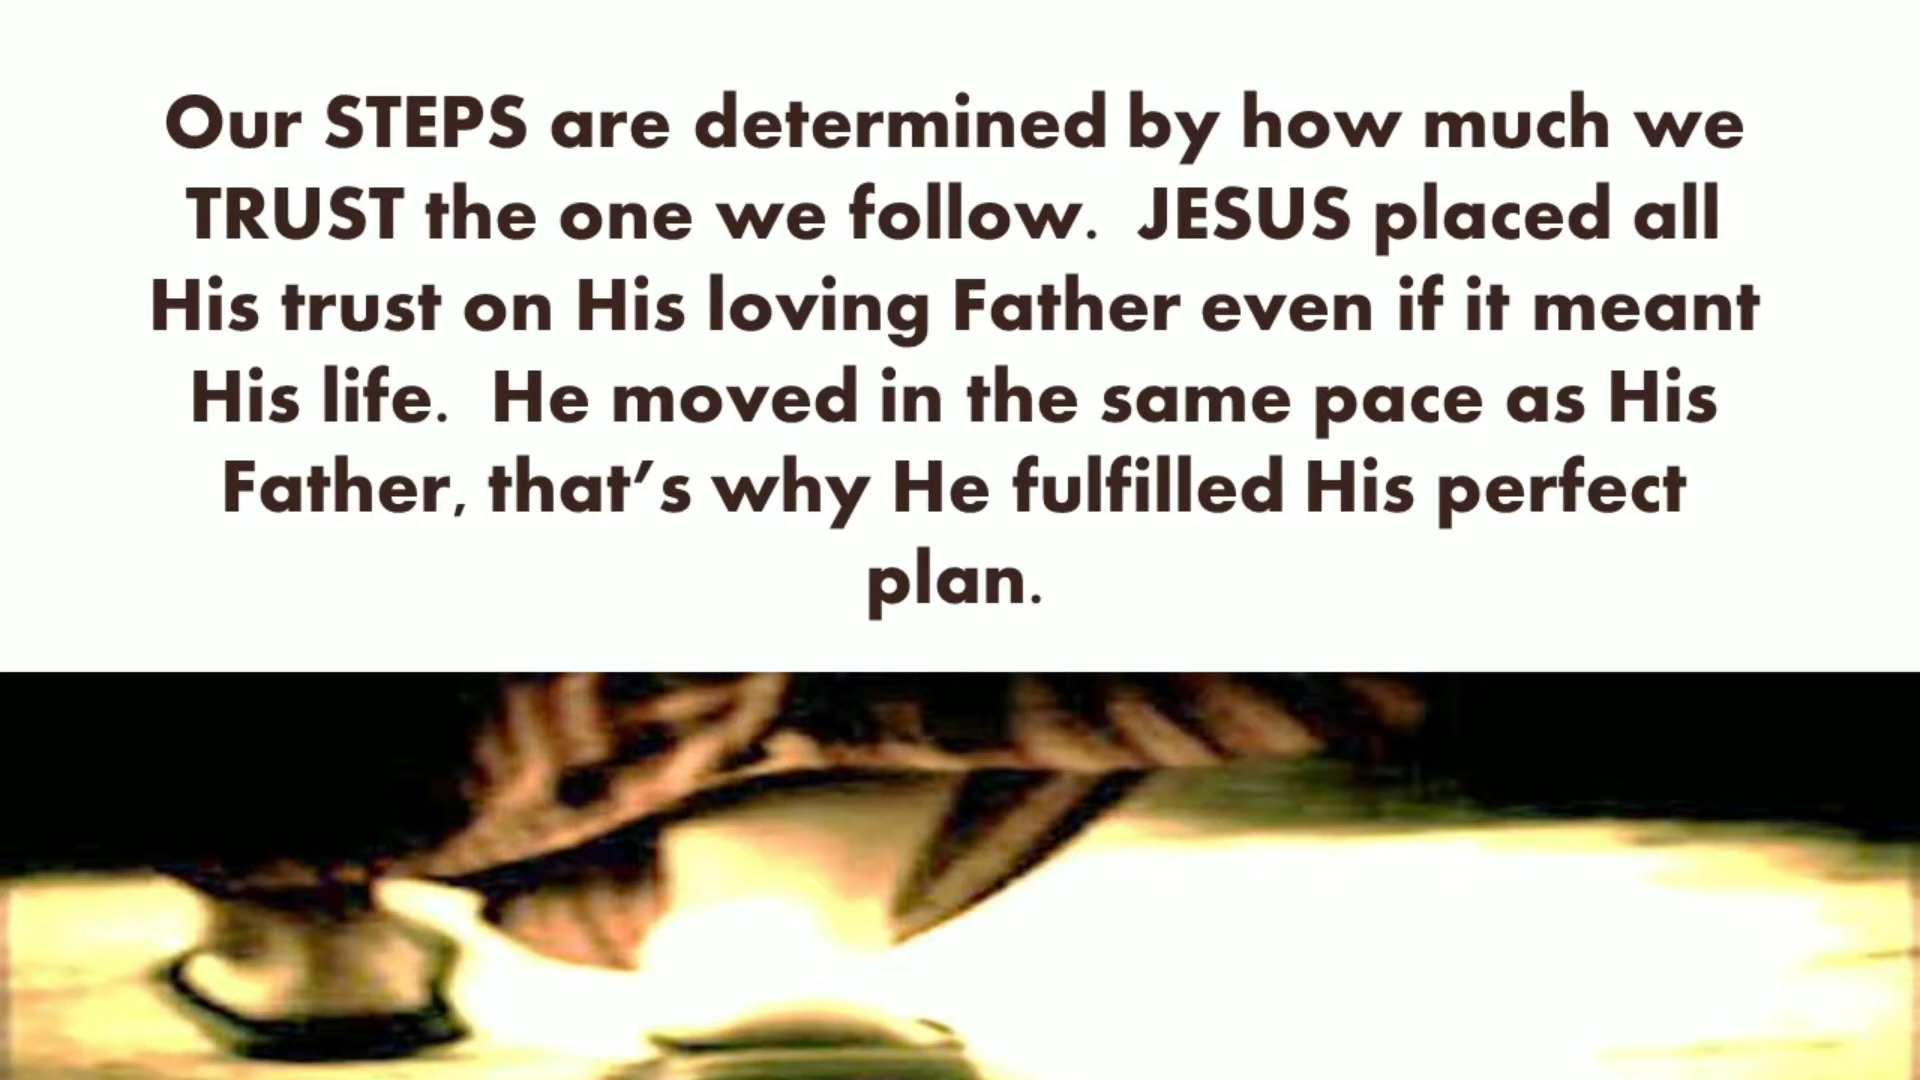 Our STEPS are determined by how much we
TRUST the one we follow.  JESUS placed all
His trust on His loving Father even if it meant
His life.  He moved in the same pace as His
Father, that’s why He fulfilled His perfect
plan.